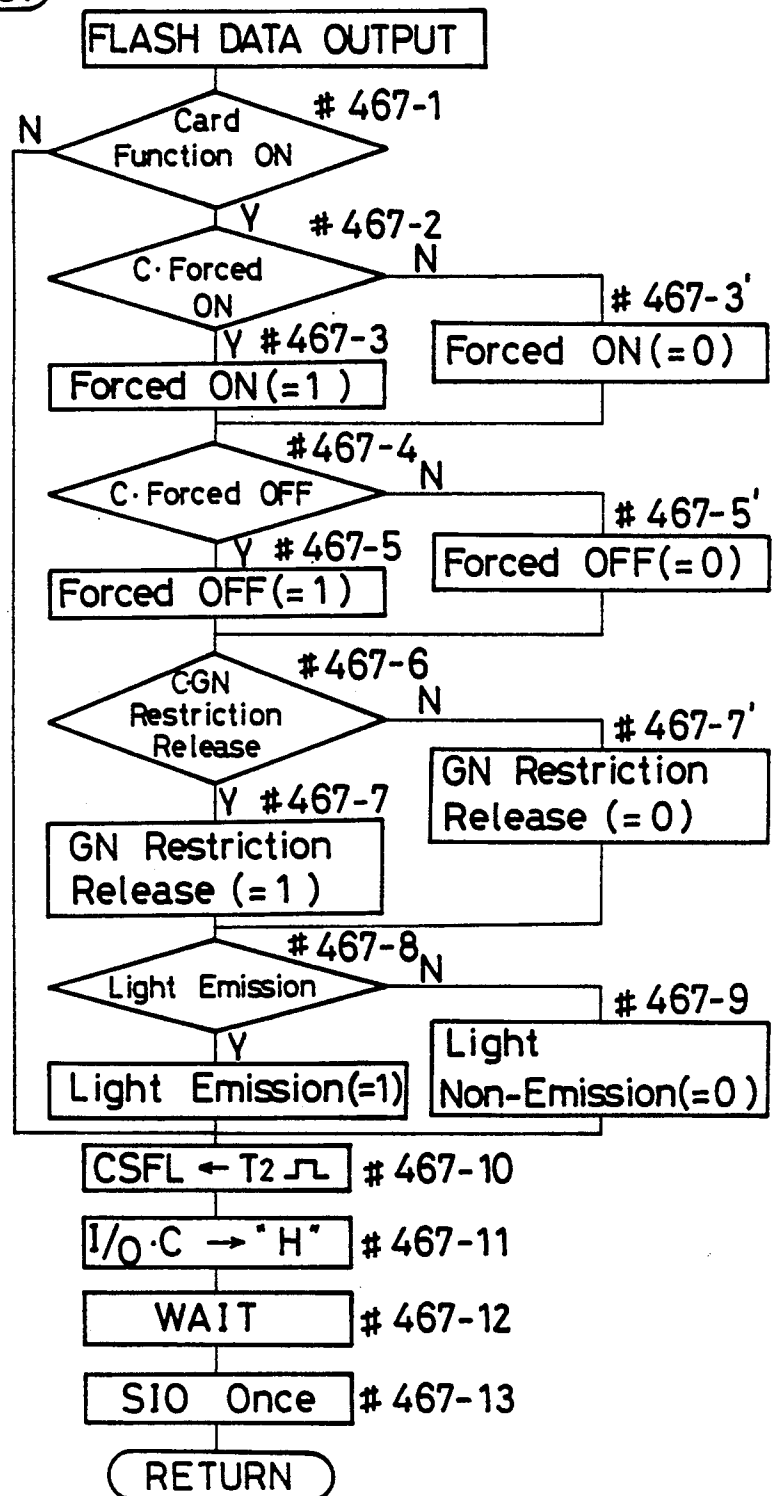 FLASH DATA OUTPUT
# 467-1
Card
Function ON
N
Y
# 467-2
C·Forced
ON
N
# 467-3'
Y #467-3
Forced ON(=0)
Forced ON(=1)
#467-4
N
C·Forced OFF
# 467-5'
Y #467-5
Forced OFF(=0)
Forced OFF(=1)
#467-6
C·GN
Restriction
Release
N
#467-7'
GN Restriction
Release (=0)
Y #467-7
GN Restriction
Release (=1)
#467-8
N
Light Emission
# 467-9
Y
Light
Non-Emission(=0)
Light Emission(=1)
CSFL ← T2 # 467-10
I/O·C → "H" # 467-11
WAIT # 467-12
SIO Once # 467-13
RETURN